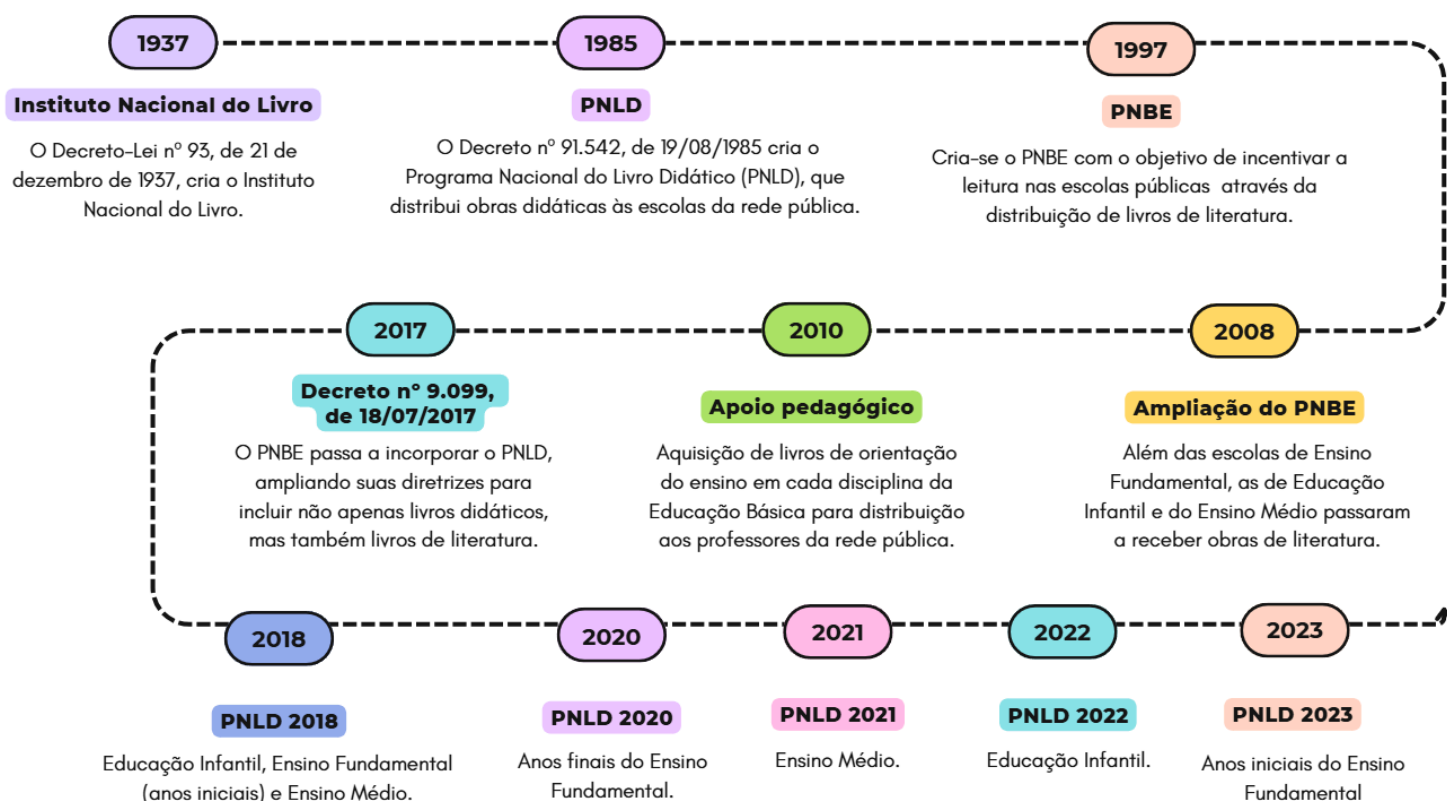 1937
Instituto Nacional do Livro
O Decreto-Lei nº 93, de 21 de
dezembro de 1937, cria o Instituto
Nacional do Livro.
1985
PNLD
O Decreto nº 91.542, de 19/08/1985 cria o
Programa Nacional do Livro Didático (PNLD), que
distribui obras didáticas às escolas da rede pública.
1997
PNBE
Cria-se o PNBE com o objetivo de incentivar a
leitura nas escolas públicas através da
distribuição de livros de literatura.
2008
Ampliação do PNBE
Além das escolas de Ensino
Fundamental, as de Educação
Infantil e do Ensino Médio passaram
a receber obras de literatura.
2010
Apoio pedagógico
Aquisição de livros de orientação
do ensino em cada disciplina da
Educação Básica para distribuição
aos professores da rede pública.
2017
Decreto nº 9.099,
de 18/07/2017
O PNBE passa a incorporar o PNLD,
ampliando suas diretrizes para
incluir não apenas livros didáticos,
mas também livros de literatura.
2018
PNLD 2018
Educação Infantil, Ensino Fundamental
(anos iniciais) e Ensino Médio.
2020
PNLD 2020
Anos finais do Ensino
Fundamental.
2021
PNLD 2021
Ensino Médio.
2022
PNLD 2022
Educação Infantil.
2023
PNLD 2023
Anos iniciais do Ensino
Fundamental